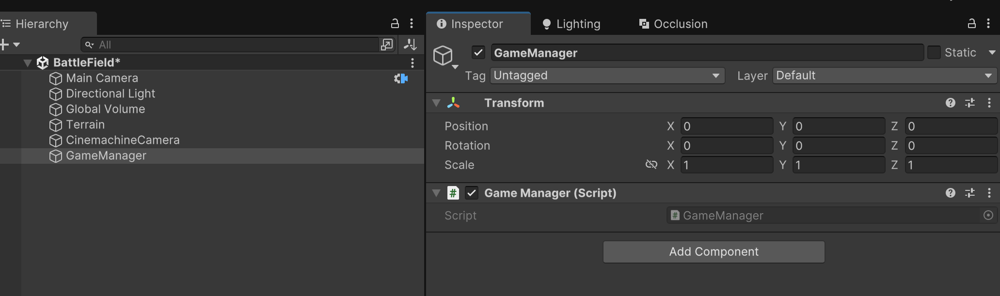 Hierarchy
All
BattleField*
Main Camera
Directional Light
Global Volume
Terrain
CinemachineCamera
GameManager
Inspector Lighting Occlusion
GameManager Static
Tag Untagged Layer Default
Transform
Position X 0 Y 0 Z 0
Rotation X 0 Y 0 Z 0
Scale X 1 Y 1 Z 1
# Game Manager (Script)
Script # GameManager
Add Component